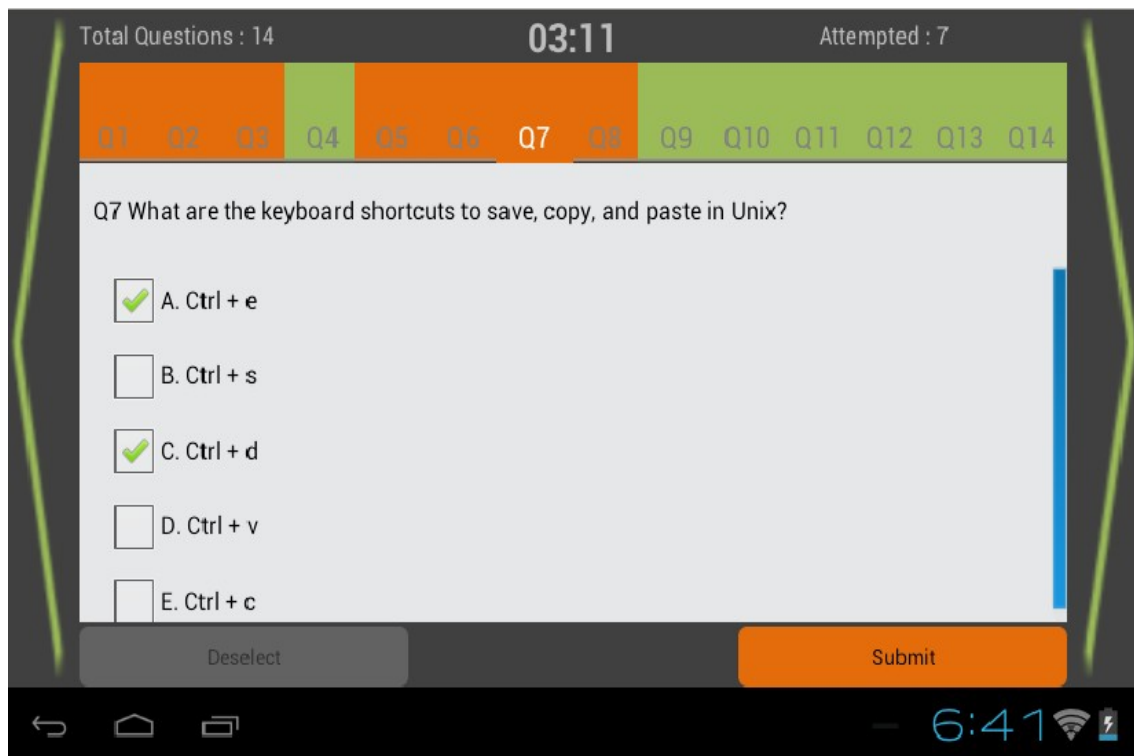 Total Questions : 14 03:11 Attempted : 7
Q1 Q2 Q3 Q4 Q5 Q6 Q7 Q8 Q9 Q10 Q11 Q12 Q13 Q14
Q7 What are the keyboard shortcuts to save, copy, and paste in Unix?
A. Ctrl + e
B. Ctrl + s
C. Ctrl + d
D. Ctrl + v
E. Ctrl + c
Deselect Submit
6:41